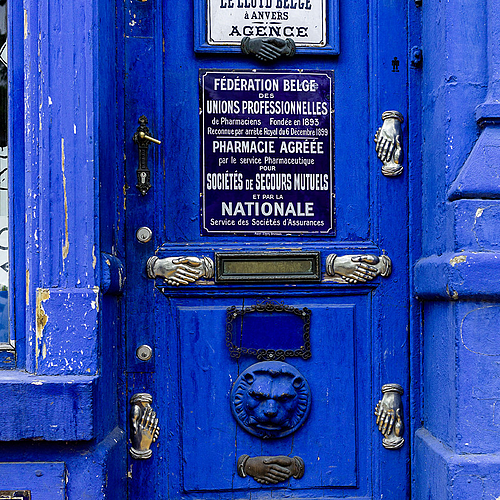 LE LLOYD BELGE
à ANVERS
AGENCE
FÉDÉRATION BELGE
DES
UNIONS PROFESSIONNELLES
de Pharmaciens Fondée en 1893
Reconnue par arrêté Royal du 6 Décembre 1899
PHARMACIE AGRÉÉE
par le service Pharmaceutique
POUR
SOCIÉTÉS DE SECOURS MUTUELS
ET PAR LA
NATIONALE
Service des Sociétés d'Assurances